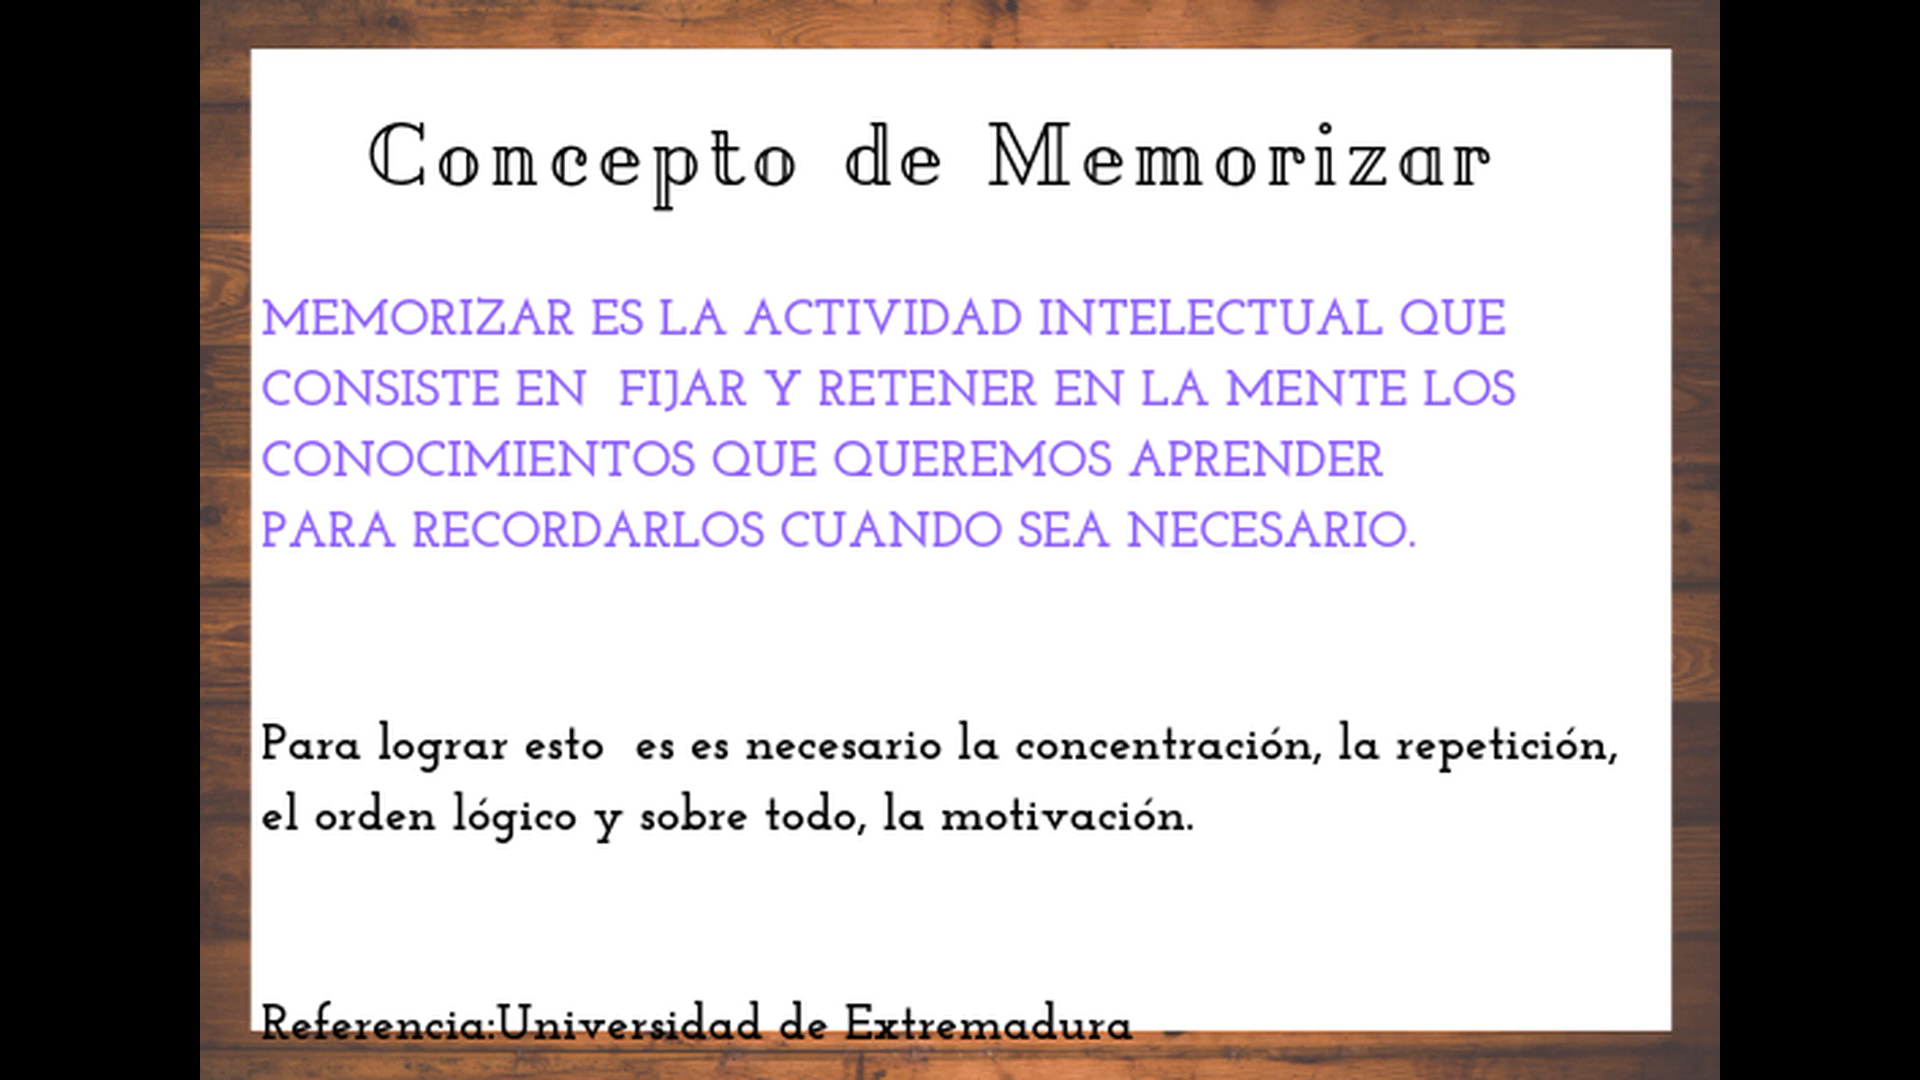 Concepto de Memorizar
MEMORIZAR ES LA ACTIVIDAD INTELECTUAL QUE
CONSISTE EN  FIJAR Y RETENER EN LA MENTE LOS
CONOCIMIENTOS QUE QUEREMOS APRENDER
PARA RECORDARLOS CUANDO SEA NECESARIO.
Para lograr esto  es es necesario la concentración, la repetición,
el orden lógico y sobre todo, la motivación.
Referencia:Universidad de Extremadura